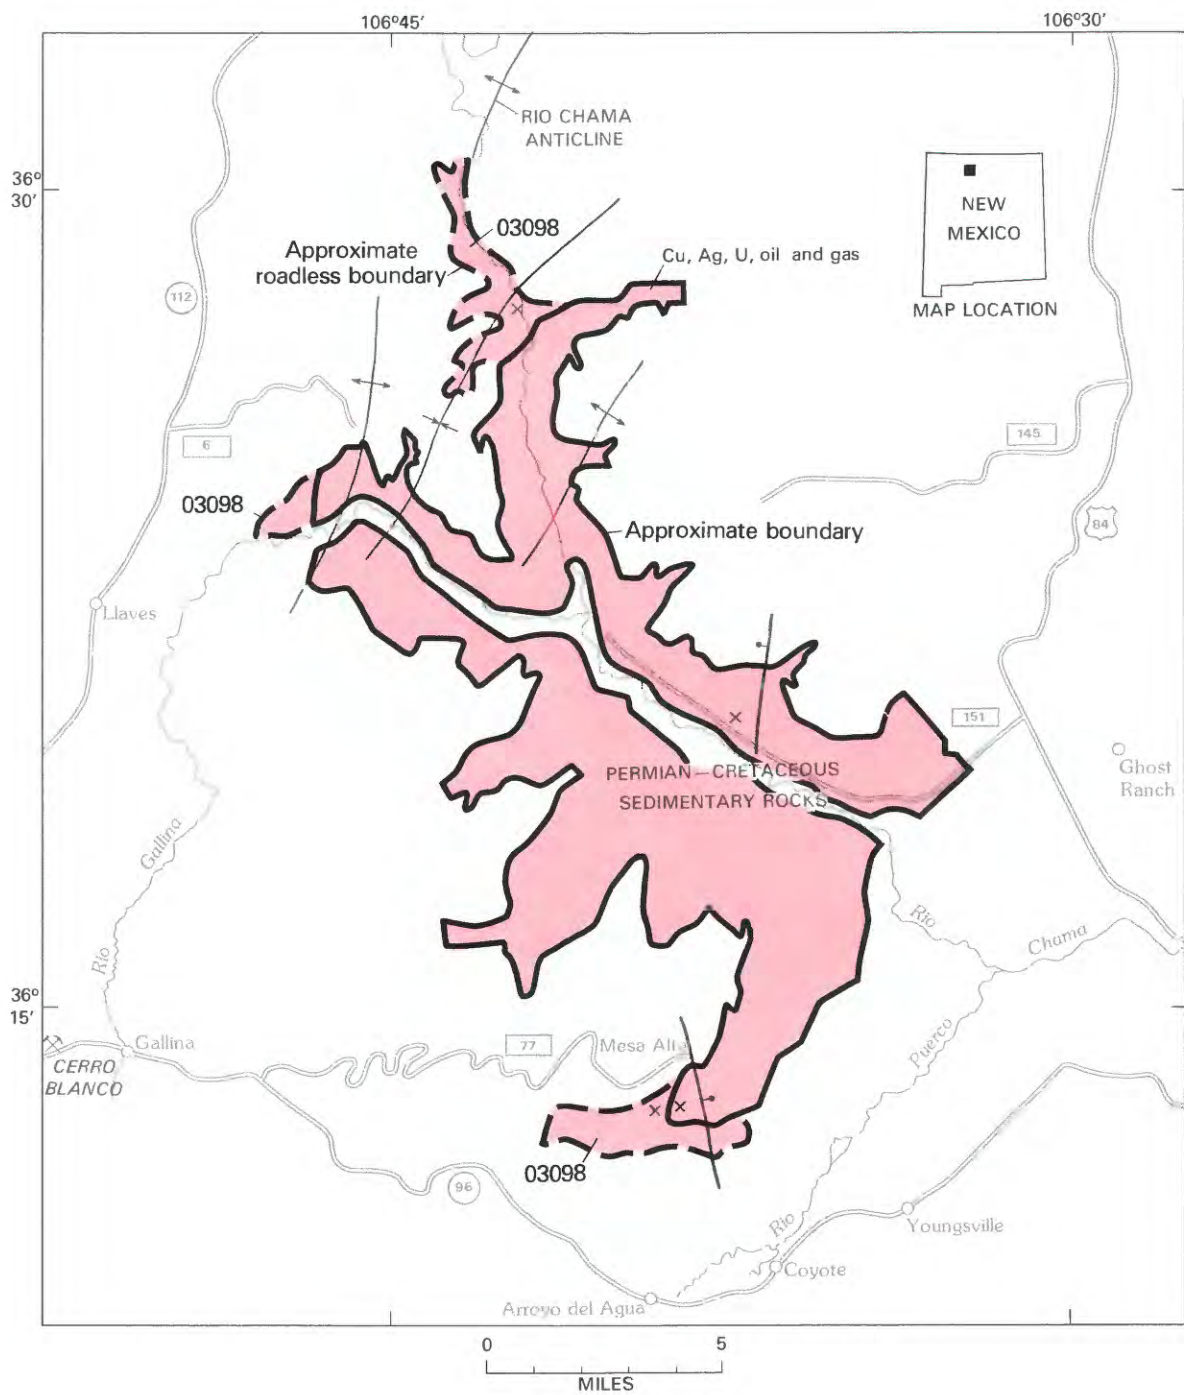 106°45'
106°30'
RIO CHAMA
ANTICLINE
36°
30'
03098
NEW
MEXICO
Approximate
roadless boundary
Cu, Ag, U, oil and gas
112
MAP LOCATION
6
145
03098
84
Approximate boundary
Llaves
151
Ghost
Ranch
PERMIAN—CRETACEOUS
SEDIMENTARY ROCKS
Gallina
Rio
Rio
Chama
36°
15'
Gallina
77
Mesa Alta
Puerco
CERRO
BLANCO
03098
96
Rio
Youngsville
Coyote
Arroyo del Agua
0
5
MILES